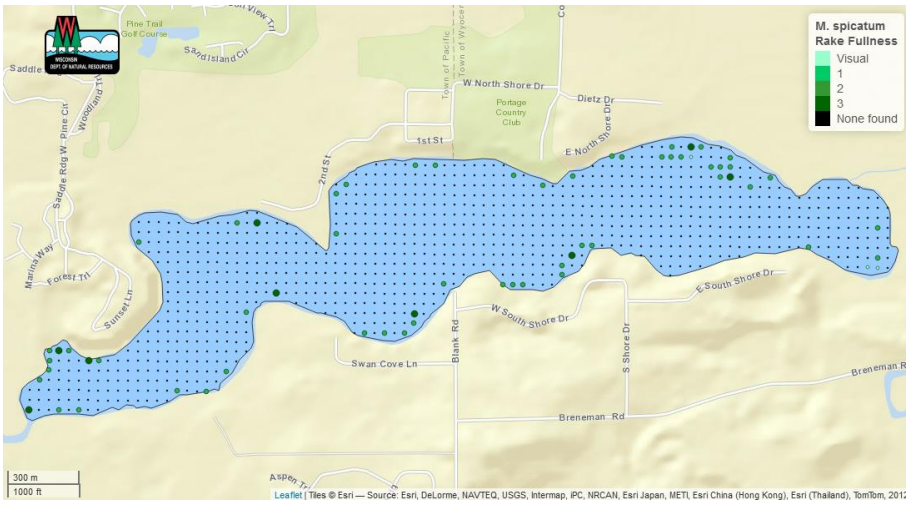 WISCONSIN
DEPT. OF NATURAL RESOURCES
Pine Trail
Golf Course
Sand Island Cir
View Trl
Saddle
Woodland Trl
Saddle Rdg W
Pine Cir
Marina Way
Forest Trl
Sunset Ln
Town of Pacific
Town of Wyocena
W North Shore Dr
Dietz Dr
Portage
Country
Club
1st St
2nd St
E North Shore Dr
M. spicatum
Rake Fullness
Visual
1
2
3
None found
E South Shore Dr
W South Shore Dr
S Shore Dr
Blank Rd
Swan Cove Ln
Breneman R
Breneman Rd
Aspen Trl
300 m
1000 ft
Leaflet | Tiles © Esri — Source: Esri, DeLorme, NAVTEQ, USGS, Intermap, iPC, NRCAN, Esri Japan, METI, Esri China (Hong Kong), Esri (Thailand), TomTom, 2012